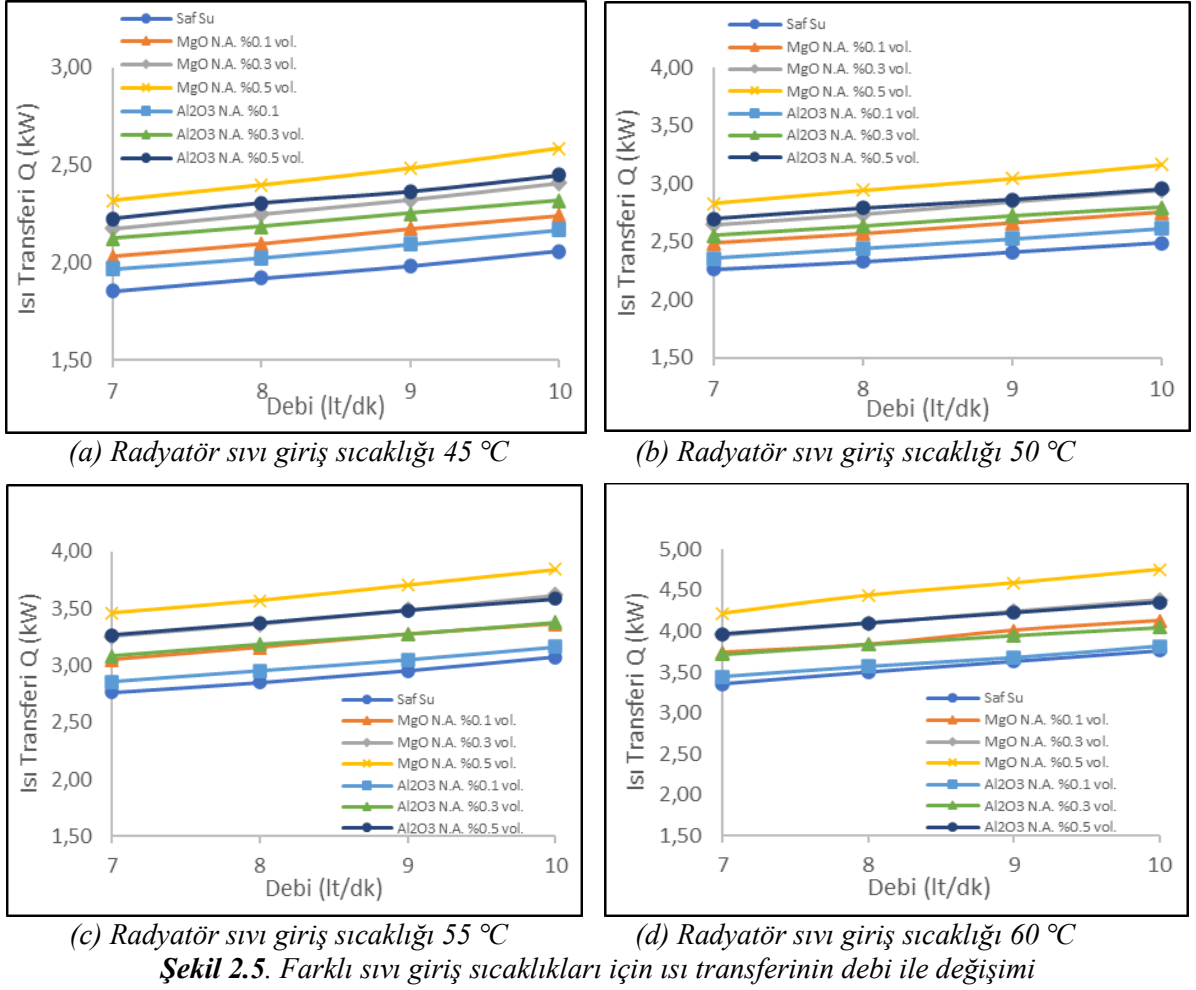 Saf Su
MgO N.A. %0.1 vol.
MgO N.A. %0.3 vol.
MgO N.A. %0.5 vol.
Al2O3 N.A. %0.1
Al2O3 N.A. %0.3 vol.
Al2O3 N.A. %0.5 vol.
Isı Transferi Q (kW)
3,00
2,50
2,00
1,50
7 8 9 10
Debi (lt/dk)
(a) Radyatör sıvı giriş sıcaklığı 45 °C
Saf Su
MgO N.A. %0.1 vol.
MgO N.A. %0.3 vol.
MgO N.A. %0.5 vol.
Al2O3 N.A. %0.1 vol.
Al2O3 N.A. %0.3 vol.
Al2O3 N.A. %0.5 vol.
Isı Transferi Q (kW)
4,00
3,50
3,00
2,50
2,00
1,50
7 8 9 10
Debi (lt/dk)
(b) Radyatör sıvı giriş sıcaklığı 50 °C
Isı Transferi Q (kW)
4,00
3,50
3,00
2,50
2,00
1,50
Saf Su
MgO N.A. %0.1 vol.
MgO N.A. %0.3 vol.
MgO N.A. %0.5 vol.
Al2O3 N.A. %0.1 vol.
Al2O3 N.A. %0.3 vol.
Al2O3 N.A. %0.5 vol.
7 8 9 10
Debi (lt/dk)
(c) Radyatör sıvı giriş sıcaklığı 55 °C
Isı Transferi Q (kW)
5,00
4,50
4,00
3,50
3,00
2,50
2,00
1,50
Saf Su
MgO N.A. %0.1 vol.
MgO N.A. %0.3 vol.
MgO N.A. %0.5 vol.
Al2O3 N.A. %0.1 vol.
Al2O3 N.A. %0.3 vol.
Al2O3 N.A. %0.5 vol.
7 8 9 10
Debi (lt/dk)
(d) Radyatör sıvı giriş sıcaklığı 60 °C
Şekil 2.5. Farklı sıvı giriş sıcaklıkları için ısı transferinin debi ile değişimi